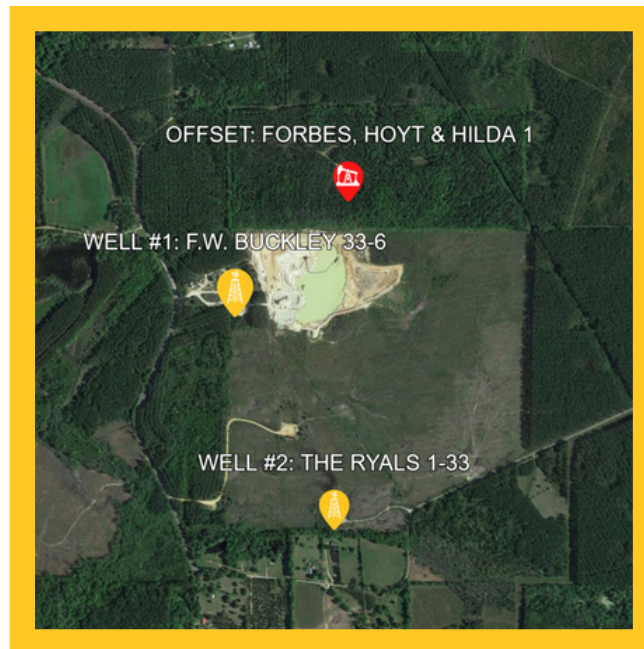 OFFSET: FORBES, HOYT & HILDA 1
WELL #1: F.W. BUCKLEY 33-6
WELL #2: THE RYALS 1-33